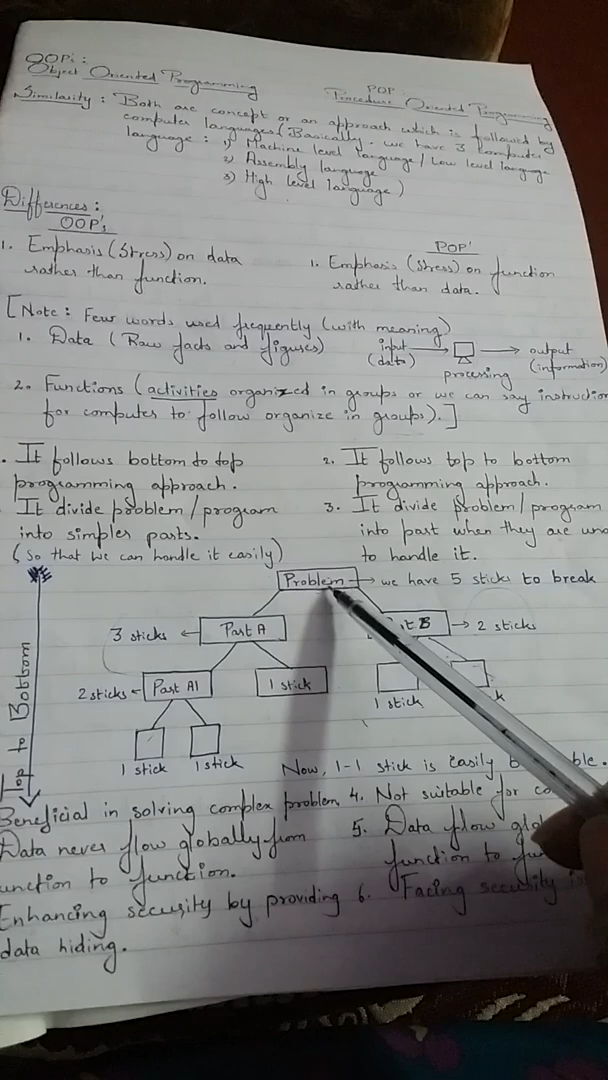 OOPs:
Object Oriented Programming
POP
Procedure Oriented Programming
Similarity: Both are concept or an approach which is followed by
computer languages (Basically we have 3 computer
language: 1) Machine level language / Low level language
2) Assembly language
3) High level language)
Differences:
OOP's
1. Emphasis (Stress) on data
rather than function.
POP'
1. Emphasis (Stress) on function
rather than data.
[Note: Few words used frequently (with meaning)
1. Data (Raw facts and figures)
input
(data)
processing
output
(information)
2. Functions (activities organized in groups or we can say instruction
for computer to follow organize in groups).]
. It follows bottom to top
programming approach.
2. It follows top to bottom
programming approach.
It divide problem/program
into simpler parts.
(So that we can handle it easily)
3. It divide problem/program
into part when they are
to handle it.
Problem → we have 5 sticks to break
3 sticks ← Part A
B → 2 sticks
2 sticks ← Part A1
1 stick
1 stick
k
1 stick
1 stick
Top to Bottom
Now, 1-1 stick is easily
Beneficial in solving complex problem
4. Not suitable for
Data never flow globally from
unction to function.
5. Data flow
function to
Enhancing security by providing
data hiding.
6. Facing security